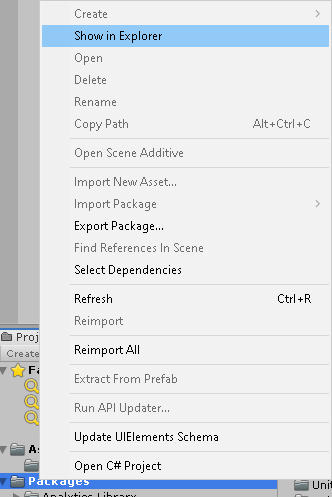 Create
Show in Explorer
Open
Delete
Rename
Copy Path Alt+Ctrl+C
Open Scene Additive
Import New Asset...
Import Package
Export Package...
Find References In Scene
Select Dependencies
Refresh Ctrl+R
Reimport
Reimport All
Extract From Prefab
Run API Updater...
Update UIElements Schema
Open C# Project
Proj
Create
Fa
As
Packages
Analytics Library
Unit